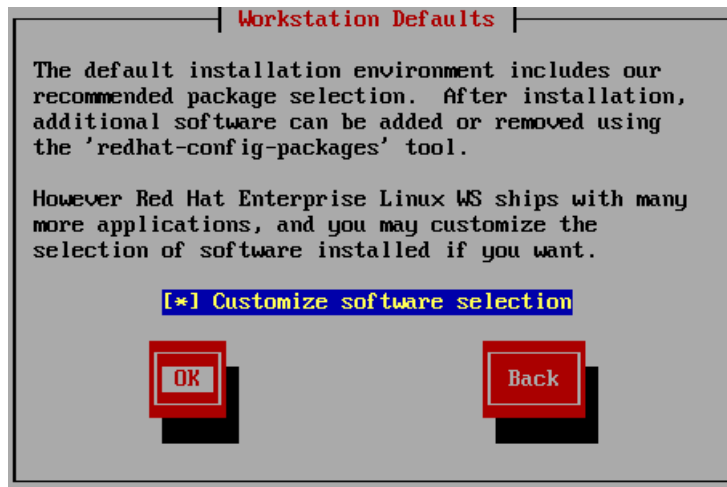 Workstation Defaults
The default installation environment includes our
recommended package selection.  After installation,
additional software can be added or removed using
the 'redhat-config-packages' tool.
However Red Hat Enterprise Linux WS ships with many
more applications, and you may customize the
selection of software installed if you want.
[*] Customize software selection
OK Back